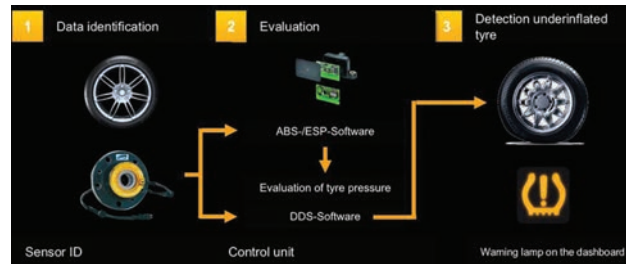 1 Data identification
2 Evaluation
3 Detection underinflated
tyre
ABS-/ESP-Software
Evaluation of tyre pressure
DDS-Software
Sensor ID
Control unit
Warning lamp on the dashboard